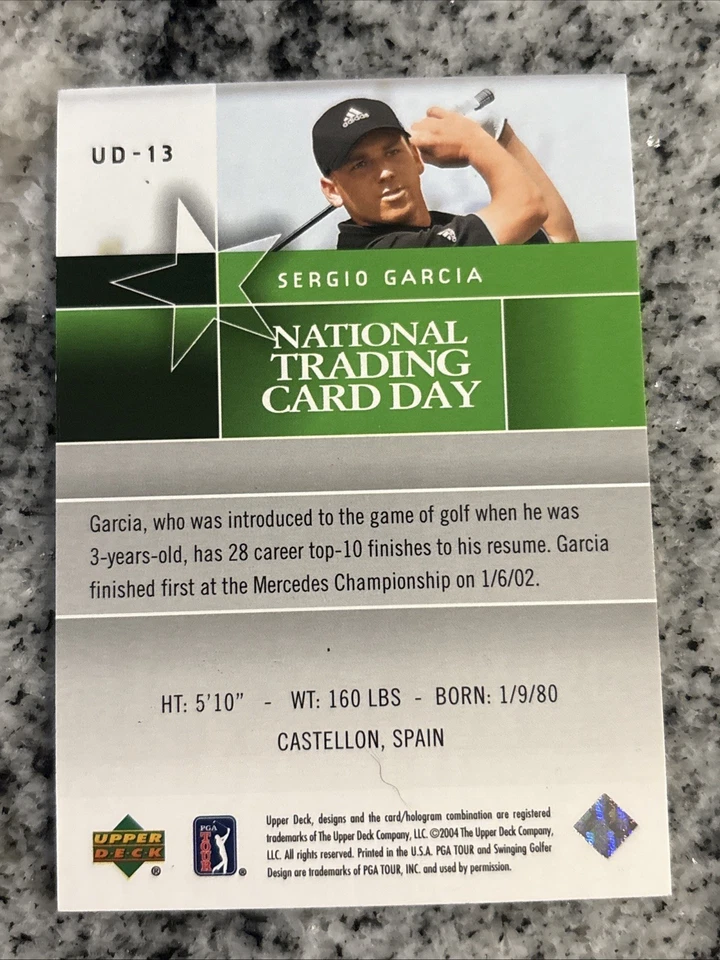 UD-13
adidas
SERGIO GARCIA
NATIONAL
TRADING
CARD DAY
Garcia, who was introduced to the game of golf when he was
3-years-old, has 28 career top-10 finishes to his resume. Garcia
finished first at the Mercedes Championship on 1/6/02.
HT: 5'10" - WT: 160 LBS - BORN: 1/9/80
CASTELLON, SPAIN
UPPER
DECK
®
PGA
TOUR
®
Upper Deck, designs and the card/hologram combination are registered
trademarks of The Upper Deck Company, LLC. ©2004 The Upper Deck Company,
LLC. All rights reserved. Printed in the U.S.A. PGA TOUR and Swinging Golfer
Design are trademarks of PGA TOUR, INC. and used by permission.